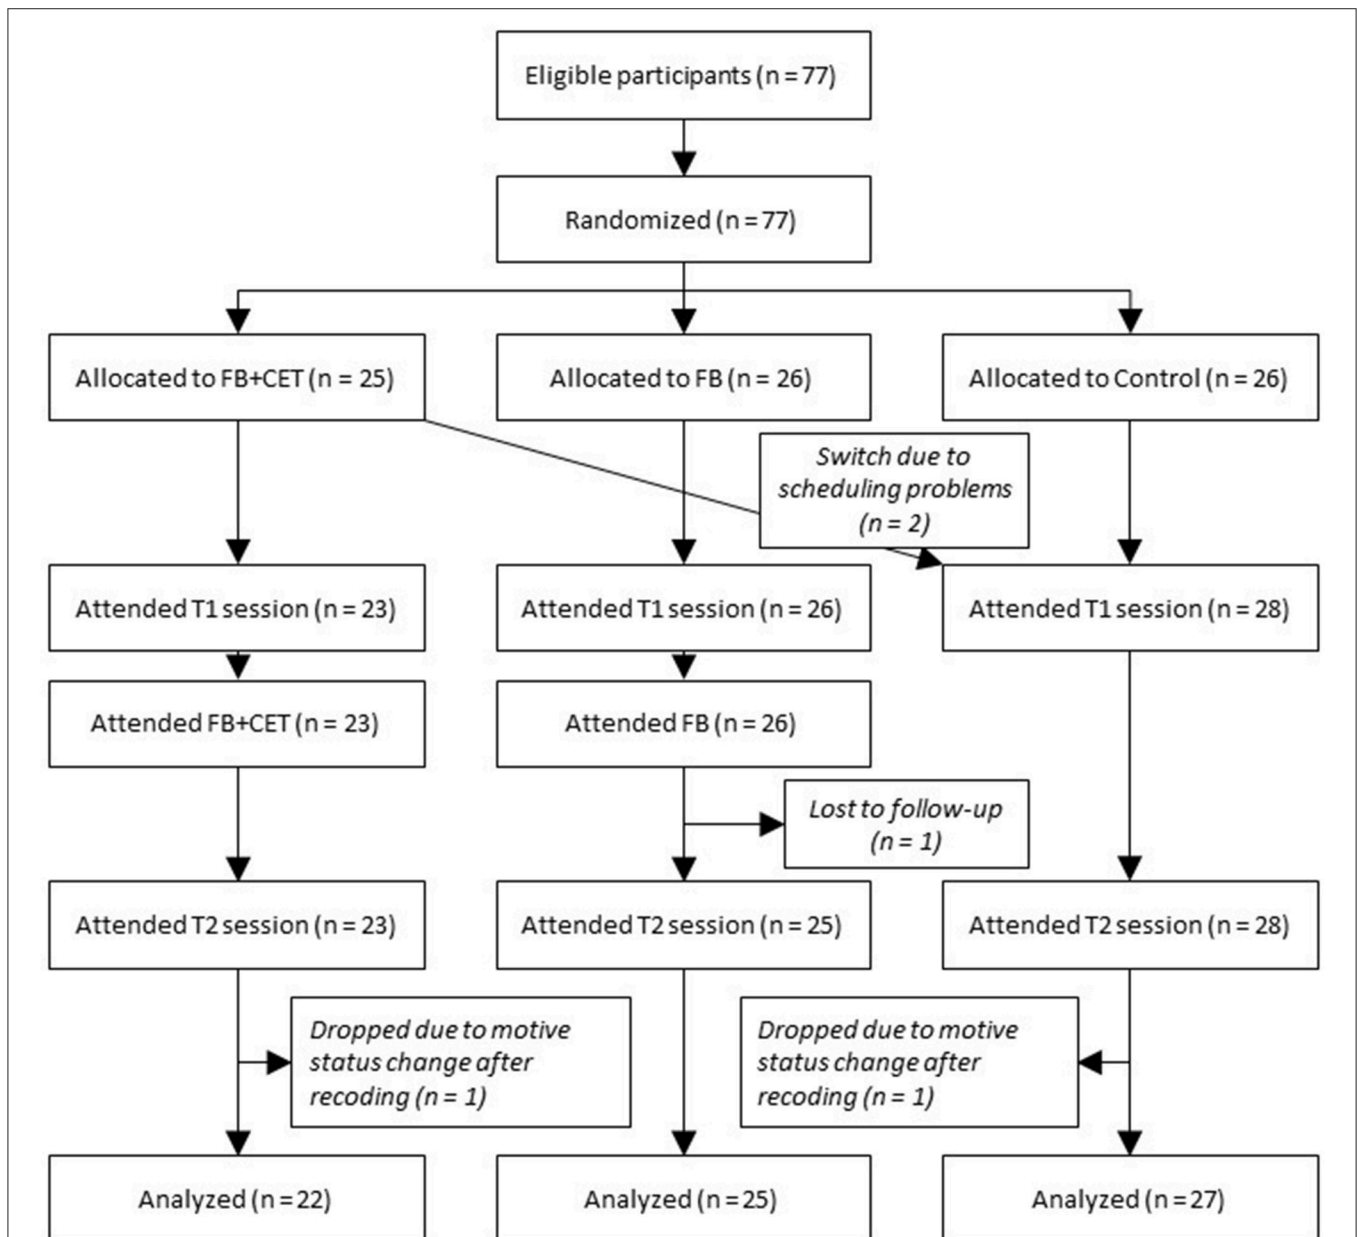 Eligible participants (n = 77)
Randomized (n = 77)
Allocated to FB+CET (n = 25)
Allocated to FB (n = 26)
Allocated to Control (n = 26)
Switch due to
scheduling problems
(n = 2)
Attended T1 session (n = 23)
Attended T1 session (n = 26)
Attended T1 session (n = 28)
Attended FB+CET (n = 23)
Attended FB (n = 26)
Lost to follow-up
(n = 1)
Attended T2 session (n = 23)
Attended T2 session (n = 25)
Attended T2 session (n = 28)
Dropped due to motive
status change after
recoding (n = 1)
Dropped due to motive
status change after
recoding (n = 1)
Analyzed (n = 22)
Analyzed (n = 25)
Analyzed (n = 27)